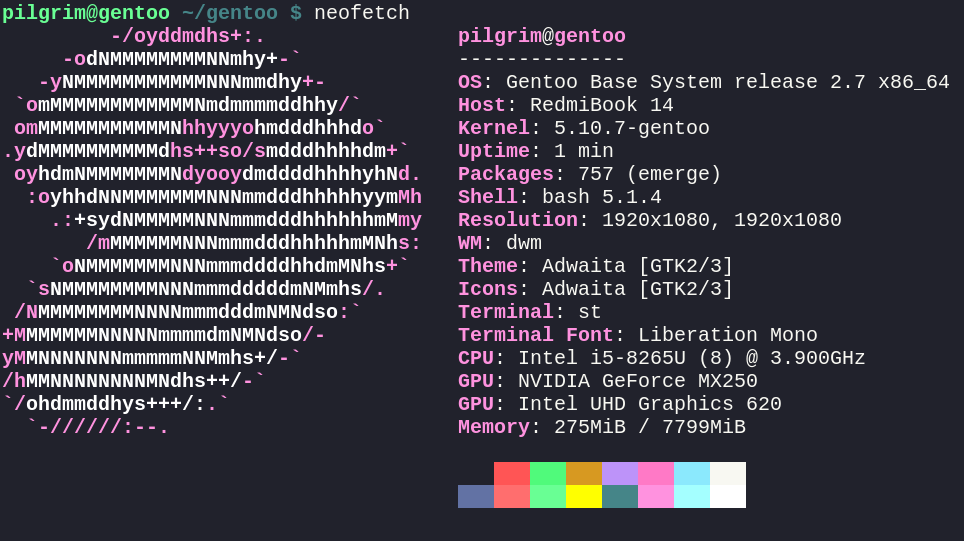 pilgrim@gentoo ~/gentoo $ neofetch
         -/oyddmdhs+:.                pilgrim@gentoo
     -odNMMMMMMMMNNmhy+-`             --------------
   -yNMMMMMMMMMMMNNNmmdhy+-           OS: Gentoo Base System release 2.7 x86_64
 `omMMMMMMMMMMMMNmdmmmmddhhy/`        Host: RedmiBook 14
 omMMMMMMMMMMMNhhyyyohmdddhhhdo`      Kernel: 5.10.7-gentoo
.ydMMMMMMMMMMdhs++so/smdddhhhhdm+`    Uptime: 1 min
 oyhdmNMMMMMMMNdyooydmddddhhhhyhNd.   Packages: 757 (emerge)
  :oyhhdNNMMMMMMMNNNmmdddhhhhhyymMh   Shell: bash 5.1.4
    .:+sydNMMMMMNNNmmmdddhhhhhhmMmy   Resolution: 1920x1080, 1920x1080
       /mMMMMMMNNNmmmdddhhhhhmMNhs:   WM: dwm
    `oNMMMMMMMNNNmmmddddhhdmMNhs+`    Theme: Adwaita [GTK2/3]
  `sNMMMMMMMMNNNmmmdddddmNMmhs/.      Icons: Adwaita [GTK2/3]
 /NMMMMMMMMNNNNmmmdddmNMNdso:`        Terminal: st
+MMMMMMMNNNNNmmmmdmNMNdso/-           Terminal Font: Liberation Mono
yMMNNNNNNNmmmmmNNMmhs+/-`             CPU: Intel i5-8265U (8) @ 3.900GHz
/hMMNNNNNNNNMNdhs++/-`                GPU: NVIDIA GeForce MX250
`/ohdmmddhys+++/:.`                   GPU: Intel UHD Graphics 620
  `-//////:--.                        Memory: 275MiB / 7799MiB